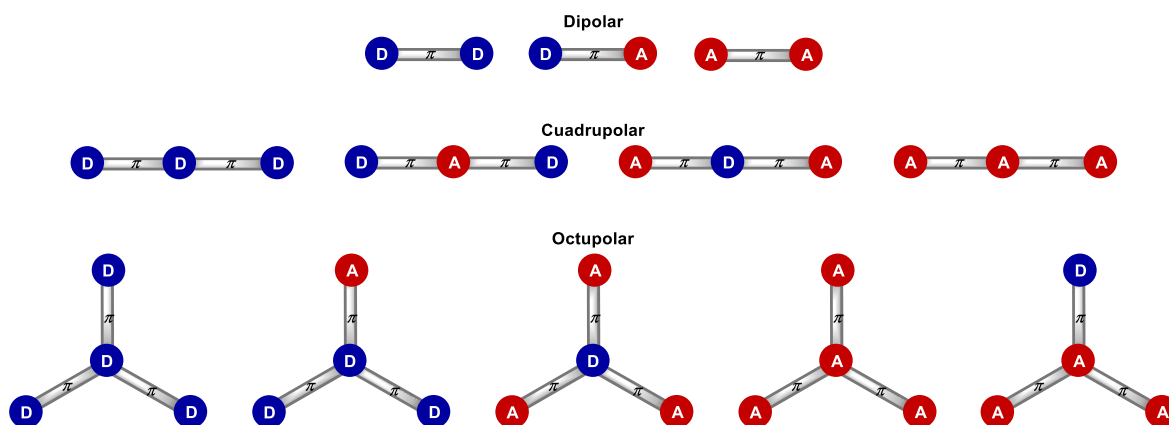 Dipolar
D π D D π A A π A
Cuadrupolar
D π D π D D π A π D A π D π A A π A π A
Octupolar
D A A A D
π π π π π
D D D A A
π π π π π π π π π π
D D D D A A A A A A